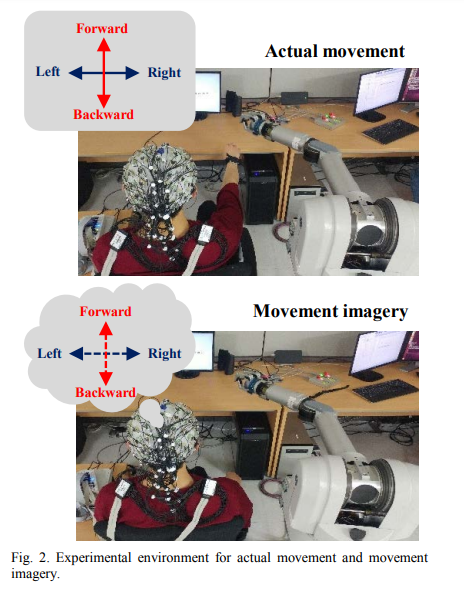 Forward
Actual movement
Left Right
Backward
Forward
Movement imagery
Left Right
Backward
Fig. 2. Experimental environment for actual movement and movement
imagery.